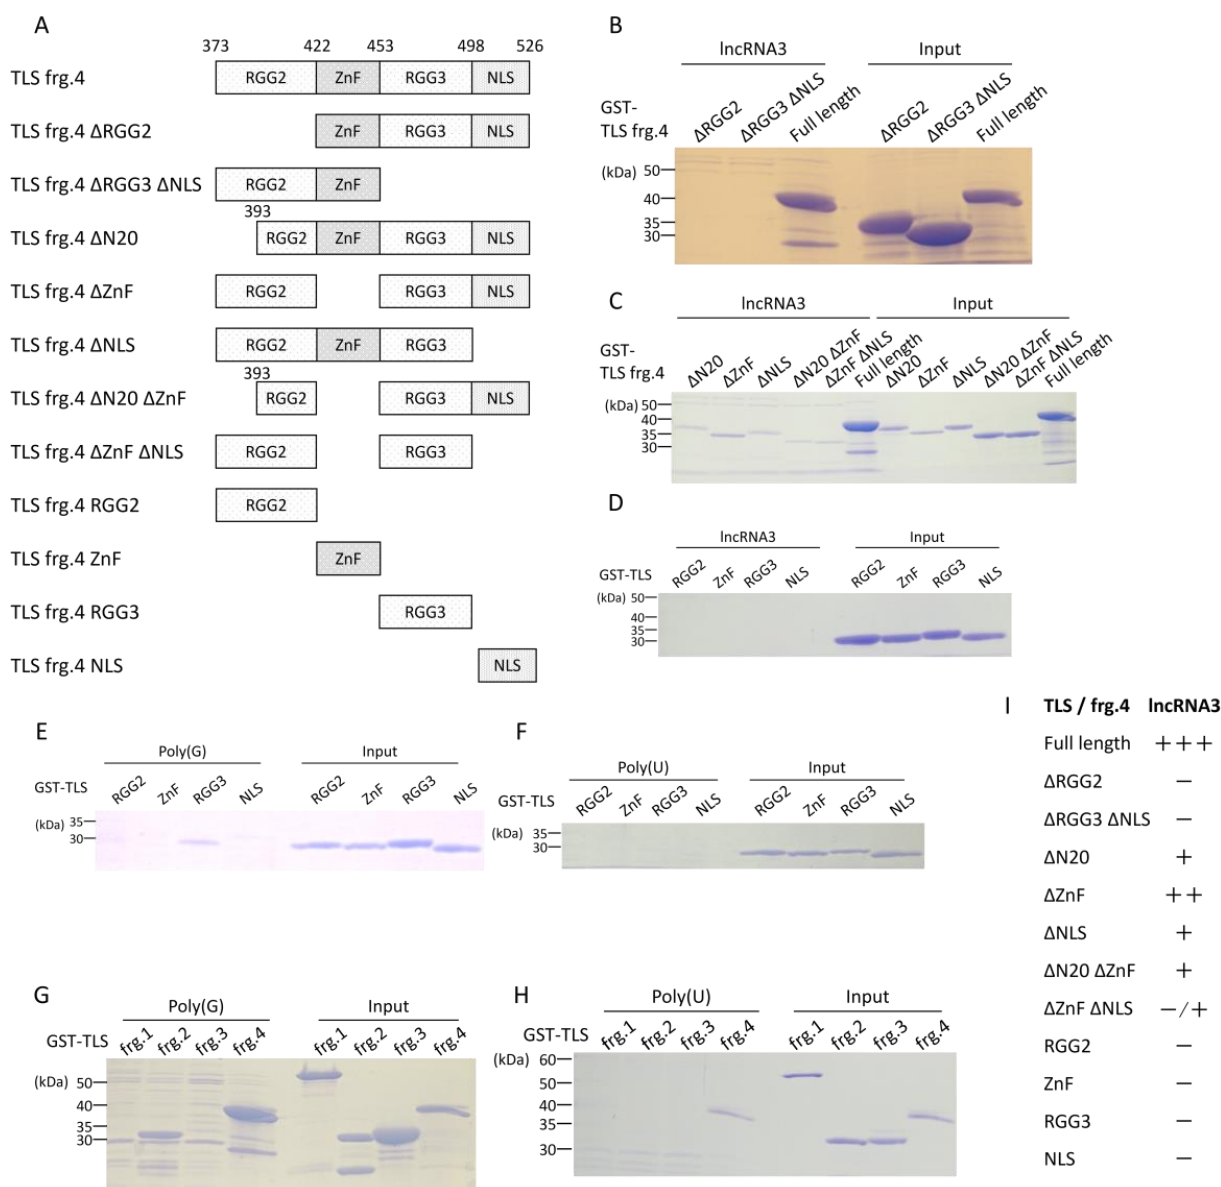 A
373 422 453 498 526
TLS frg.4 RGG2 ZnF RGG3 NLS
TLS frg.4 ΔRGG2 ZnF RGG3 NLS
TLS frg.4 ΔRGG3 ΔNLS RGG2 ZnF
393
TLS frg.4 ΔN20 RGG2 ZnF RGG3 NLS
TLS frg.4 ΔZnF RGG2 RGG3 NLS
TLS frg.4 ΔNLS RGG2 ZnF RGG3
393
TLS frg.4 ΔN20 ΔZnF RGG2 RGG3 NLS
TLS frg.4 ΔZnF ΔNLS RGG2 RGG3
TLS frg.4 RGG2 RGG2
TLS frg.4 ZnF ZnF
TLS frg.4 RGG3 RGG3
TLS frg.4 NLS NLS
B
lncRNA3 Input
GST-
TLS frg.4 ΔRGG2 ΔRGG3 ΔNLS Full length ΔRGG2 ΔRGG3 ΔNLS Full length
(kDa) 50
40
35
30
C
lncRNA3 Input
GST-
TLS frg.4 ΔN20 ΔZnF ΔNLS ΔN20 ΔZnF ΔZnF ΔNLS Full length ΔN20 ΔZnF ΔNLS ΔN20 ΔZnF ΔZnF ΔNLS Full length
(kDa) 50
40
35
30
D
lncRNA3 Input
GST-TLS RGG2 ZnF RGG3 NLS RGG2 ZnF RGG3 NLS
(kDa) 50
40
35
30
E
Poly(G) Input
GST-TLS RGG2 ZnF RGG3 NLS RGG2 ZnF RGG3 NLS
(kDa) 35
30
F
Poly(U) Input
GST-TLS RGG2 ZnF RGG3 NLS RGG2 ZnF RGG3 NLS
(kDa) 35
30
G
Poly(G) Input
GST-TLS frg.1 frg.2 frg.3 frg.4 frg.1 frg.2 frg.3 frg.4
(kDa) 50
40
35
30
H
Poly(U) Input
GST-TLS frg.1 frg.2 frg.3 frg.4 frg.1 frg.2 frg.3 frg.4
(kDa) 60
50
40
35
30
I TLS / frg.4 lncRNA3
Full length +++
ΔRGG2 −
ΔRGG3 ΔNLS −
ΔN20 +
ΔZnF ++
ΔNLS +
ΔN20 ΔZnF +
ΔZnF ΔNLS −/+
RGG2 −
ZnF −
RGG3 −
NLS −